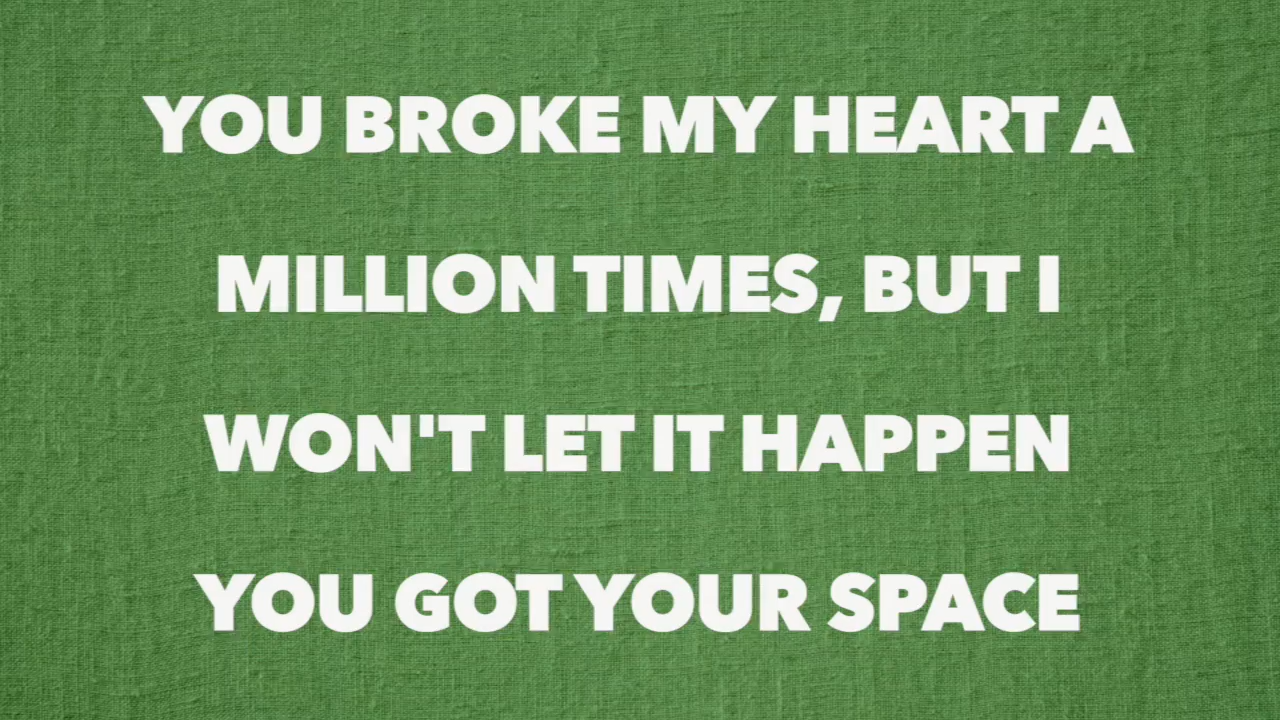 YOU BROKE MY HEART A
MILLION TIMES, BUT I
WON'T LET IT HAPPEN
YOU GOT YOUR SPACE